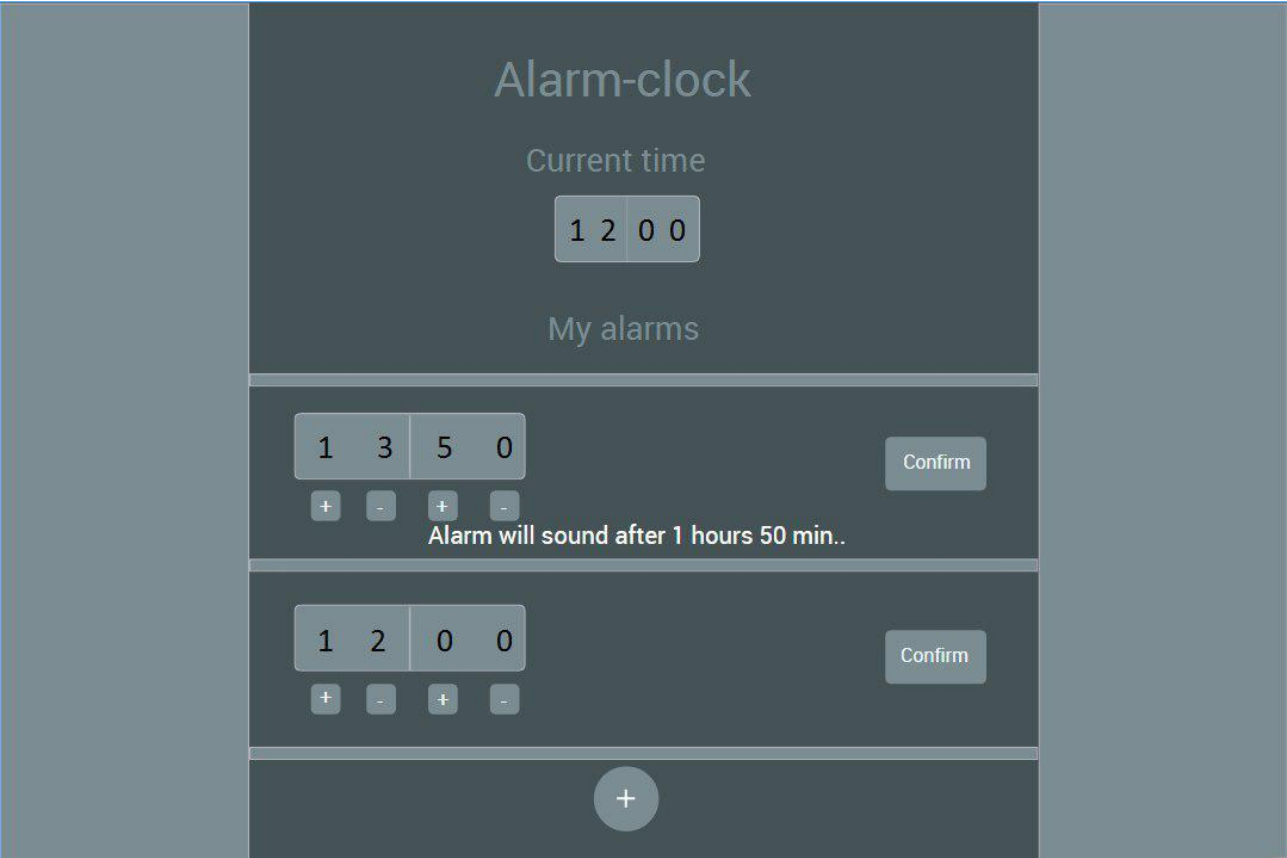 Alarm-clock
Current time
1 2 0 0
My alarms
1 3 5 0
Confirm
+ - + -
Alarm will sound after 1 hours 50 min..
1 2 0 0
Confirm
+ - + -
+